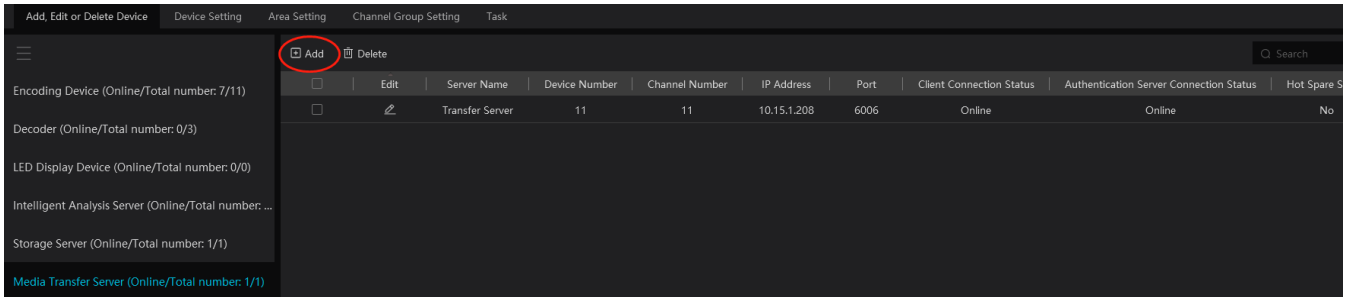 Add, Edit or Delete Device Device Setting Area Setting Channel Group Setting Task
Add Delete Search
Edit Server Name Device Number Channel Number IP Address Port Client Connection Status Authentication Server Connection Status Hot Spare S
Transfer Server 11 11 10.15.1.208 6006 Online Online No
Encoding Device (Online/Total number: 7/11)
Decoder (Online/Total number: 0/3)
LED Display Device (Online/Total number: 0/0)
Intelligent Analysis Server (Online/Total number: ...
Storage Server (Online/Total number: 1/1)
Media Transfer Server (Online/Total number: 1/1)